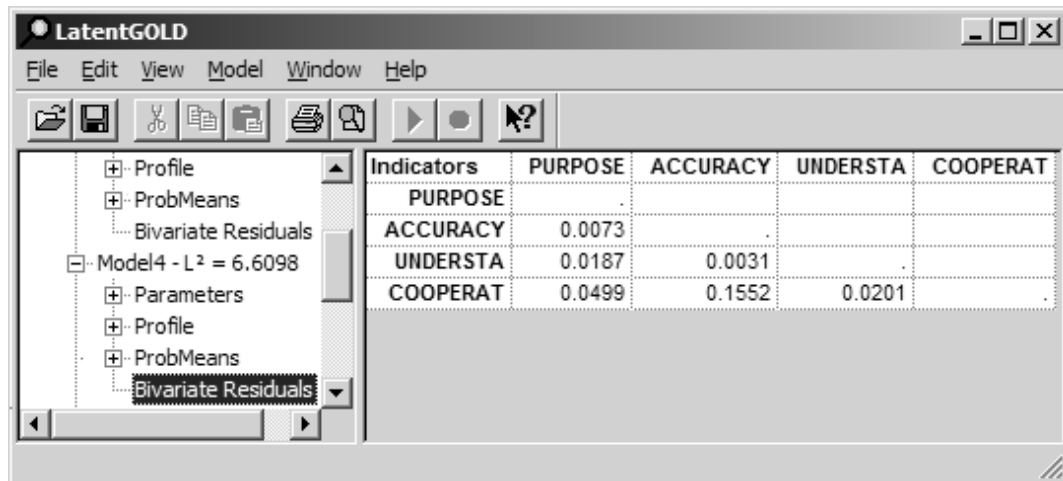 LatentGOLD
File Edit View Model Window Help
Profile
ProbMeans
Bivariate Residuals
Model4 - L² = 6.6098
Parameters
Profile
ProbMeans
Bivariate Residuals
Indicators PURPOSE ACCURACY UNDERSTA COOPERAT
PURPOSE .
ACCURACY 0.0073 .
UNDERSTA 0.0187 0.0031 .
COOPERAT 0.0499 0.1552 0.0201 .